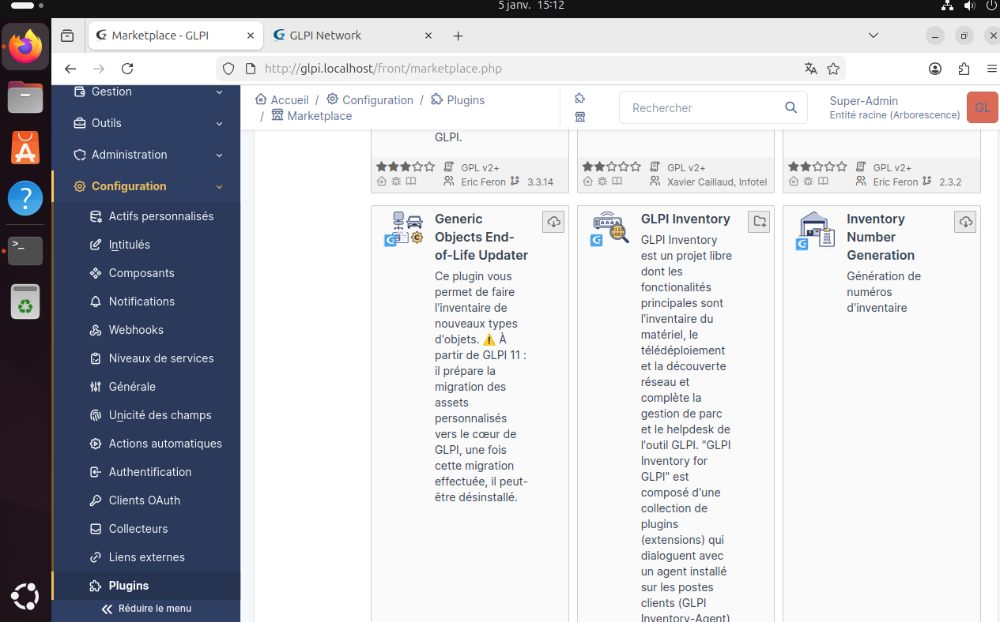 5 janv. 15:12
Marketplace - GLPI
GLPI Network
http://glpi.localhost/front/marketplace.php
Gestion
Outils
Administration
Configuration
Actifs personnalisés
Intitulés
Composants
Notifications
Webhooks
Niveaux de services
Générale
Unicité des champs
Actions automatiques
Authentification
Clients OAuth
Collecteurs
Liens externes
Plugins
Réduire le menu
Accueil / Configuration / Plugins
/ Marketplace
Rechercher
Super-Admin
Entité racine (Arborescence)
GL
GLPI.
GPL v2+
Eric Feron 3.3.14
GPL v2+
Xavier Caillaud, Infotel
GPL v2+
Eric Feron 2.3.2
Generic
Objects End-
of-Life Updater
Ce plugin vous
permet de faire
l'inventaire de
nouveaux types
d'objets. ⚠️ À
partir de GLPI 11 :
il prépare la
migration des
assets
personnalisés
vers le cœur de
GLPI, une fois
cette migration
effectuée, il peut-
être désinstallé.
GLPI Inventory
GLPI Inventory
est un projet libre
dont les
fonctionalités
principales sont
l'inventaire du
matériel, le
télédéploiement
et la découverte
réseau et
complète la
gestion de parc
et le helpdesk de
l'outil GLPI. "GLPI
Inventory for
GLPI" est
composé d'une
collection de
plugins
(extensions) qui
dialoguent avec
un agent installé
sur les postes
clients (GLPI
Inventory-Agent)
Inventory
Number
Generation
Génération de
numéros
d'inventaire